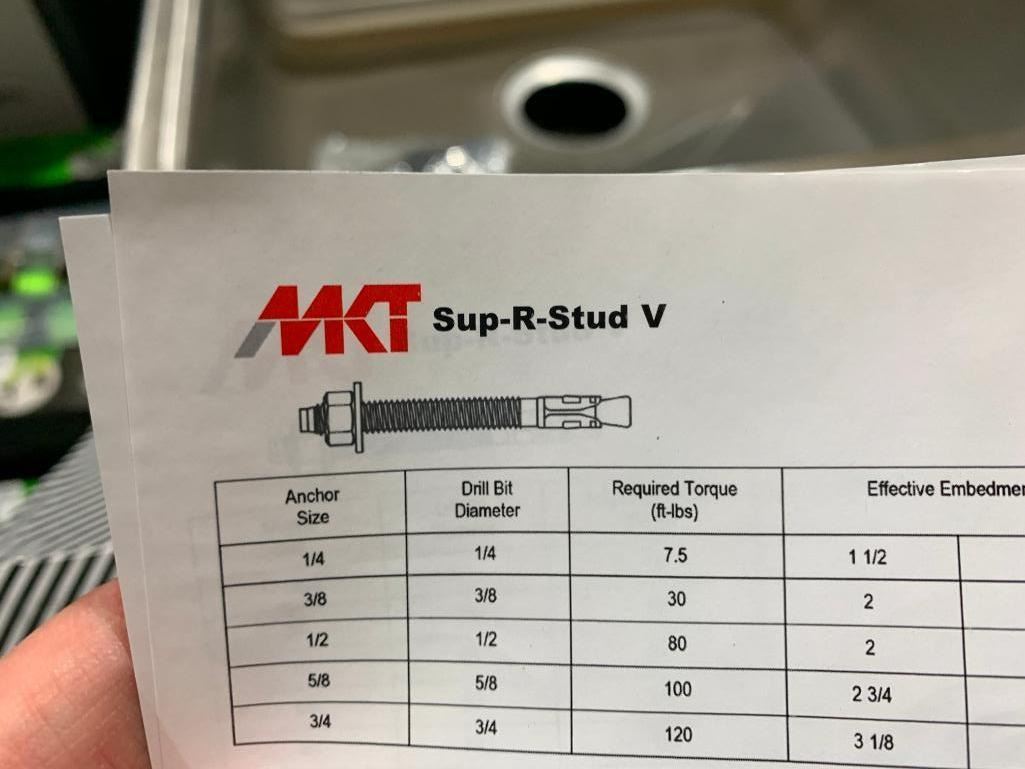 MKT Sup-R-Stud V
Anchor Size Drill Bit Diameter Required Torque (ft-lbs) Effective
1/4 1/4 7.5 1 1/2
3/8 3/8 30 2
1/2 1/2 80 2
5/8 5/8 100 2 3/4
3/4 3/4 120 3 1/8